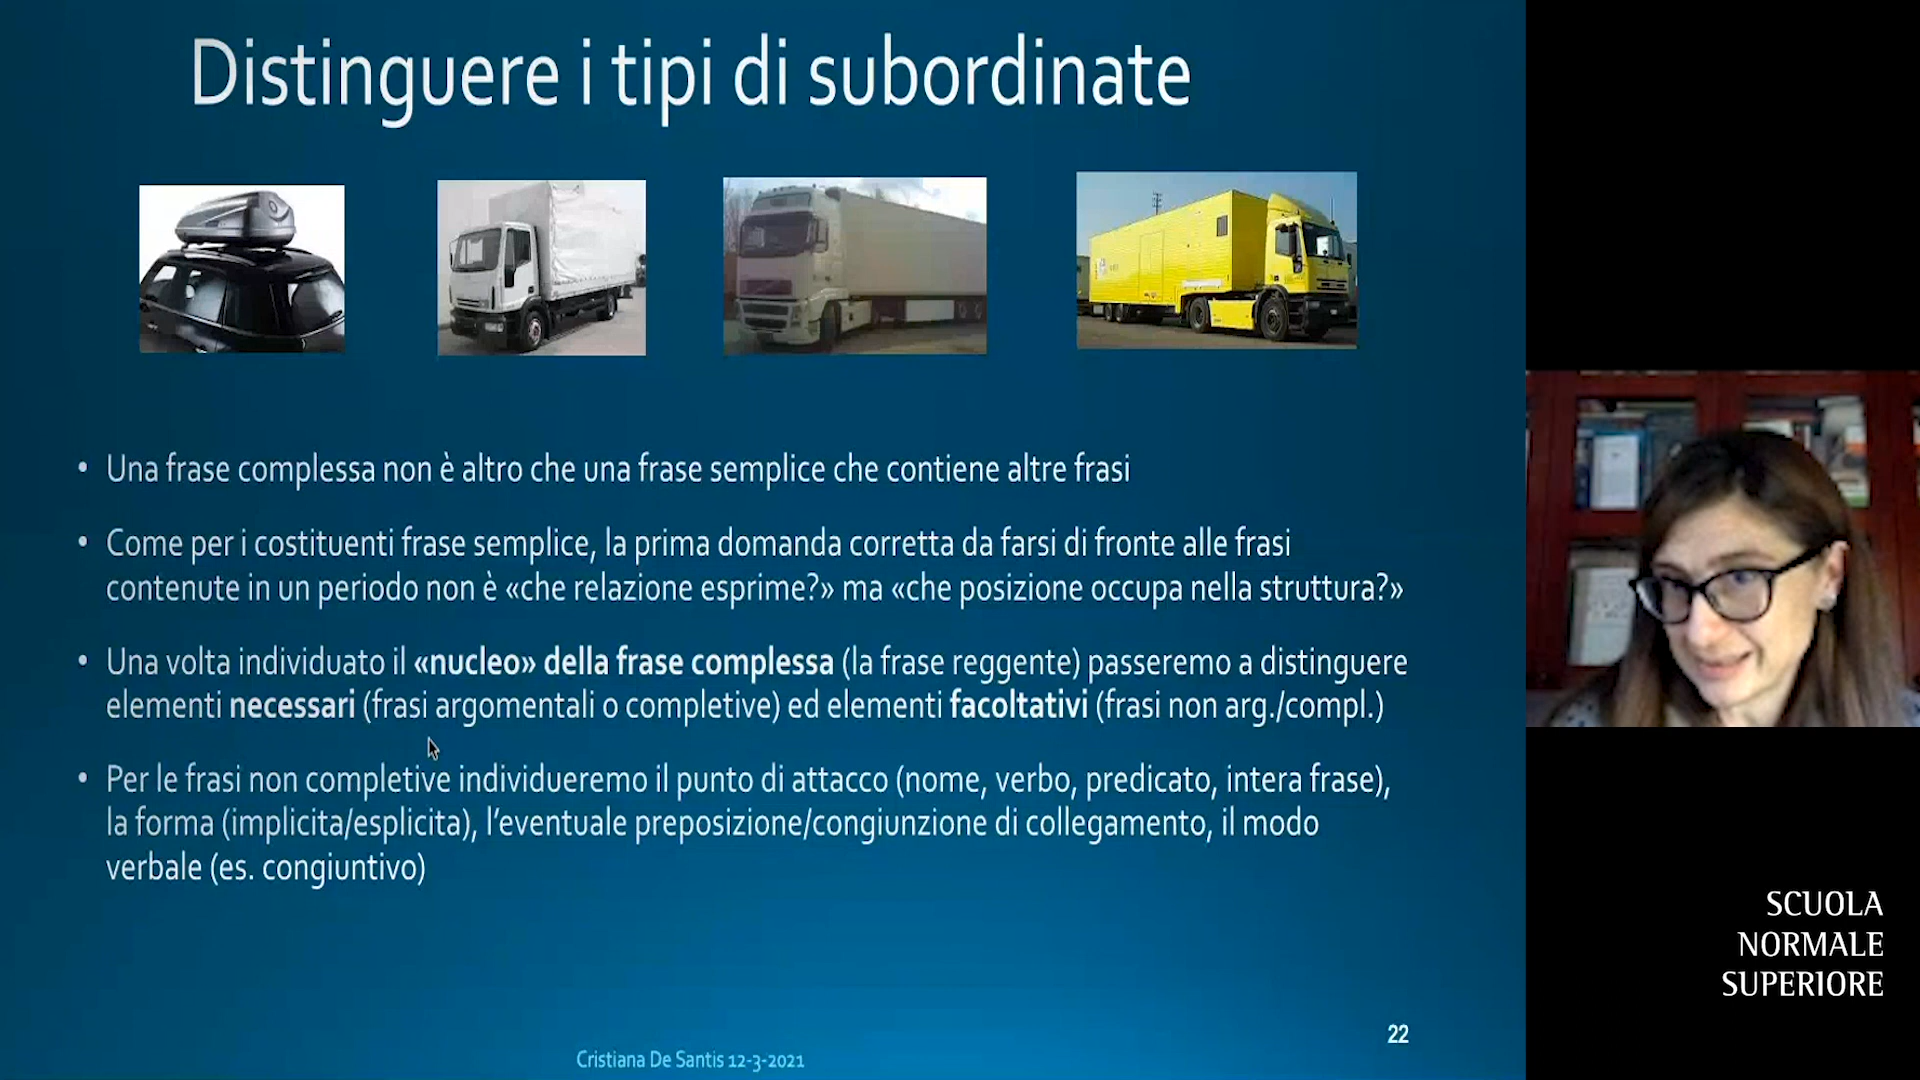 Distinguere i tipi di subordinate
• Una frase complessa non è altro che una frase semplice che contiene altre frasi
• Come per i costituenti frase semplice, la prima domanda corretta da farsi di fronte alle frasi
contenute in un periodo non è «che relazione esprime?» ma «che posizione occupa nella struttura?»
• Una volta individuato il «nucleo» della frase complessa (la frase reggente) passeremo a distinguere
elementi necessari (frasi argomentali o completive) ed elementi facoltativi (frasi non arg./compl.)
• Per le frasi non completive individueremo il punto di attacco (nome, verbo, predicato, intera frase),
la forma (implicita/esplicita), l’eventuale preposizione/congiunzione di collegamento, il modo
verbale (es. congiuntivo)
22
Cristiana De Santis 12-3-2021
SCUOLA
NORMALE
SUPERIORE